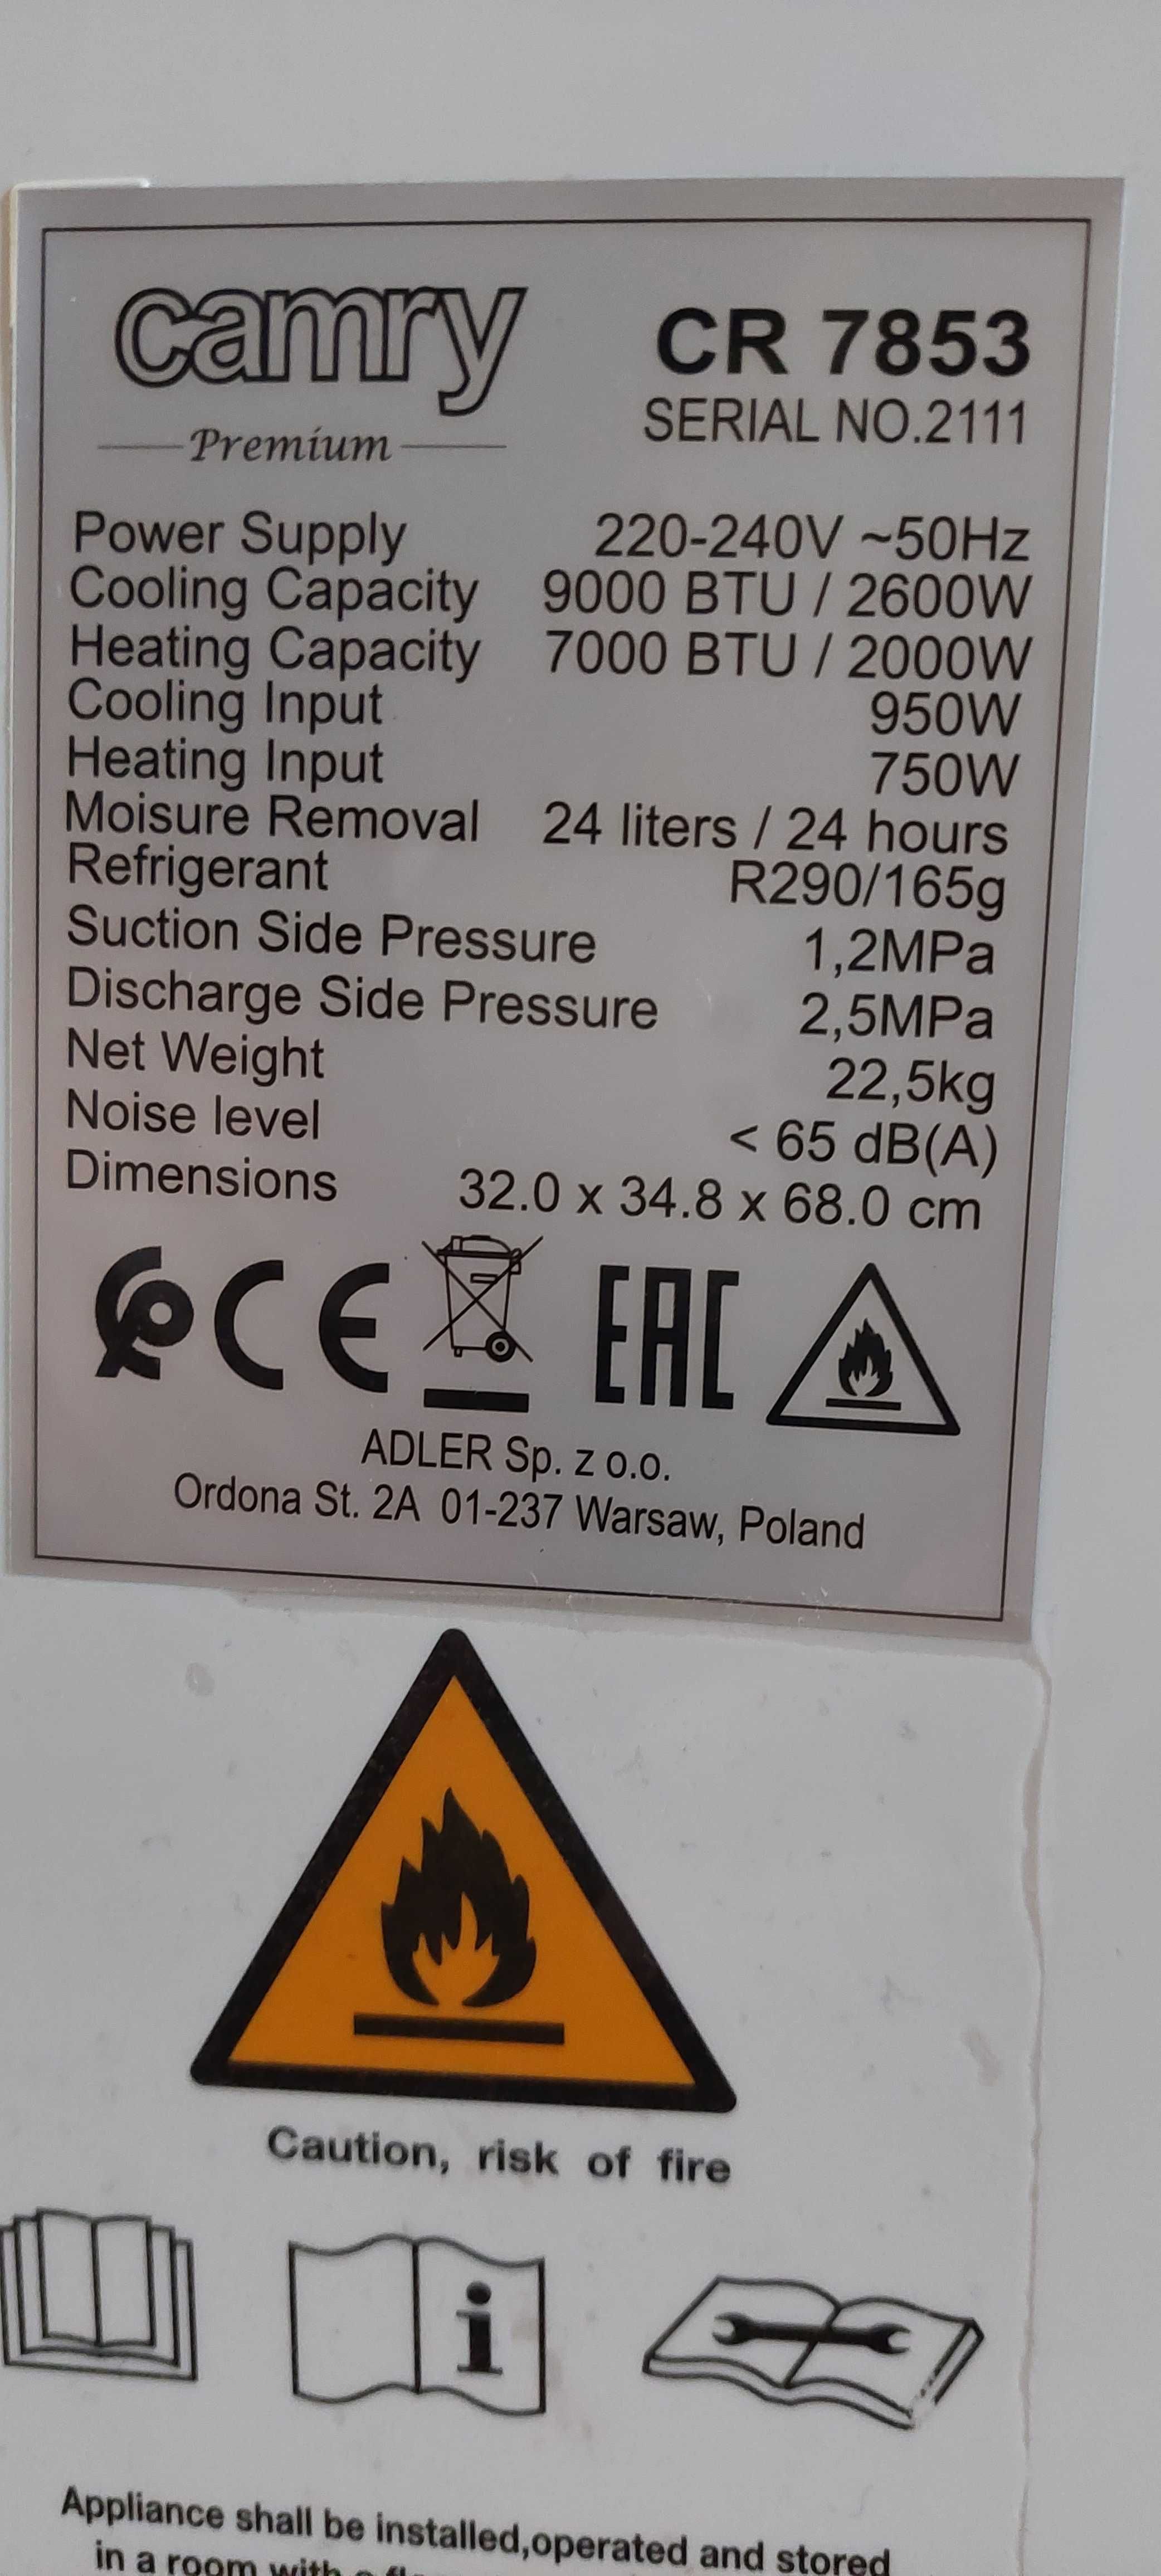 camry
Premium
CR 7853
SERIAL NO.2111
Power Supply 220-240V ~50Hz
Cooling Capacity 9000 BTU / 2600W
Heating Capacity 7000 BTU / 2000W
Cooling Input 950W
Heating Input 750W
Moisure Removal 24 liters / 24 hours
Refrigerant R290/165g
Suction Side Pressure 1,2MPa
Discharge Side Pressure 2,5MPa
Net Weight 22,5kg
Noise level < 65 dB(A)
Dimensions 32.0 x 34.8 x 68.0 cm
CE EAC
ADLER Sp. z o.o.
Ordona St. 2A 01-237 Warsaw, Poland
Caution, risk of fire
i
Appliance shall be installed,operated and stored
in a room with a